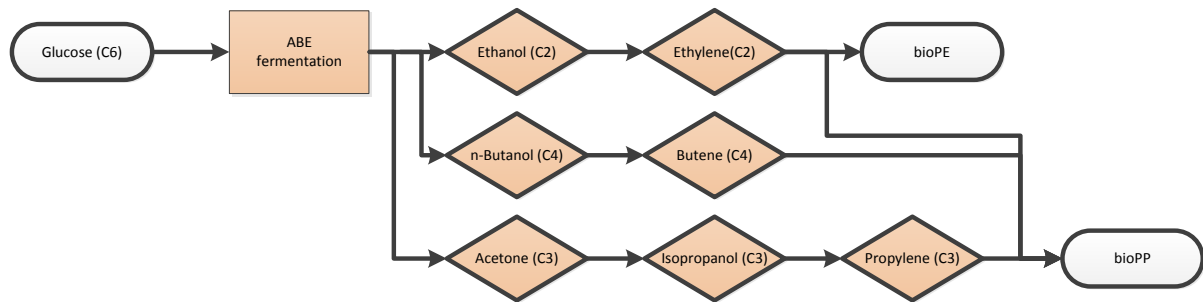 Glucose (C6)
ABE
fermentation
Ethanol (C2)
Ethylene(C2)
bioPE
n-Butanol (C4)
Butene (C4)
Acetone (C3)
Isopropanol (C3)
Propylene (C3)
bioPP